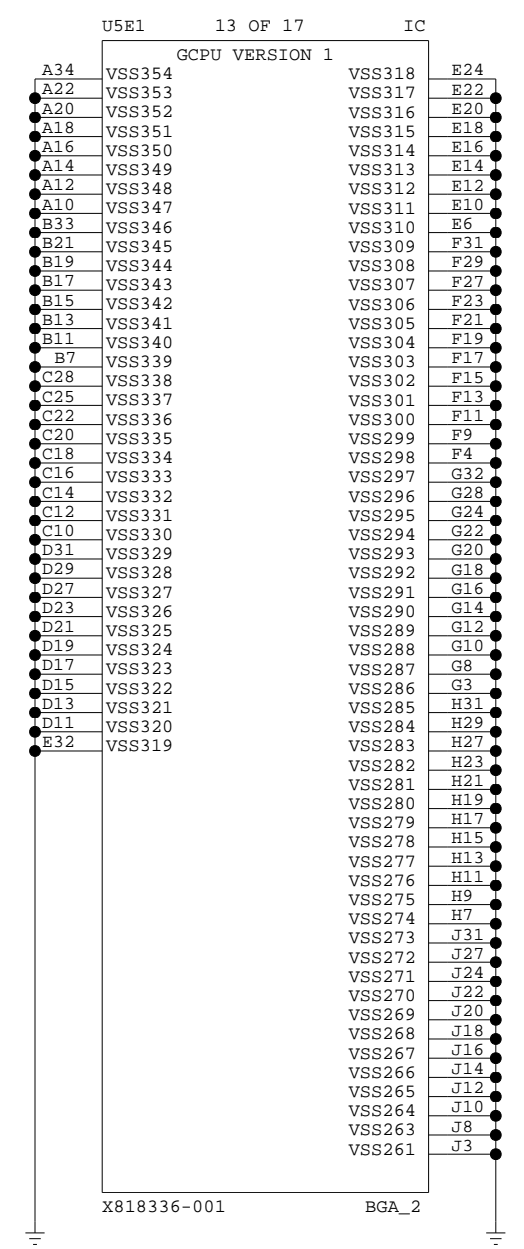 U5E1 13 OF 17 IC
GCPU VERSION 1
A34 VSS354
A22 VSS353
A20 VSS352
A18 VSS351
A16 VSS350
A14 VSS349
A12 VSS348
A10 VSS347
B33 VSS346
B21 VSS345
B19 VSS344
B17 VSS343
B15 VSS342
B13 VSS341
B11 VSS340
B7 VSS339
C28 VSS338
C25 VSS337
C22 VSS336
C20 VSS335
C18 VSS334
C16 VSS333
C14 VSS332
C12 VSS331
C10 VSS330
D31 VSS329
D29 VSS328
D27 VSS327
D23 VSS326
D21 VSS325
D19 VSS324
D17 VSS323
D15 VSS322
D13 VSS321
D11 VSS320
E32 VSS319
VSS318 E24
VSS317 E22
VSS316 E20
VSS315 E18
VSS314 E16
VSS313 E14
VSS312 E12
VSS311 E10
VSS310 E6
VSS309 F31
VSS308 F29
VSS307 F27
VSS306 F23
VSS305 F21
VSS304 F19
VSS303 F17
VSS302 F15
VSS301 F13
VSS300 F11
VSS299 F9
VSS298 F4
VSS297 G32
VSS296 G28
VSS295 G24
VSS294 G22
VSS293 G20
VSS292 G18
VSS291 G16
VSS290 G14
VSS289 G12
VSS288 G10
VSS287 G8
VSS286 G3
VSS285 H31
VSS284 H29
VSS283 H27
VSS282 H23
VSS281 H21
VSS280 H19
VSS279 H17
VSS278 H15
VSS277 H13
VSS276 H11
VSS275 H9
VSS274 H7
VSS273 J31
VSS272 J27
VSS271 J24
VSS270 J22
VSS269 J20
VSS268 J18
VSS267 J16
VSS266 J14
VSS265 J12
VSS264 J10
VSS263 J8
VSS261 J3
X818336-001 BGA_2